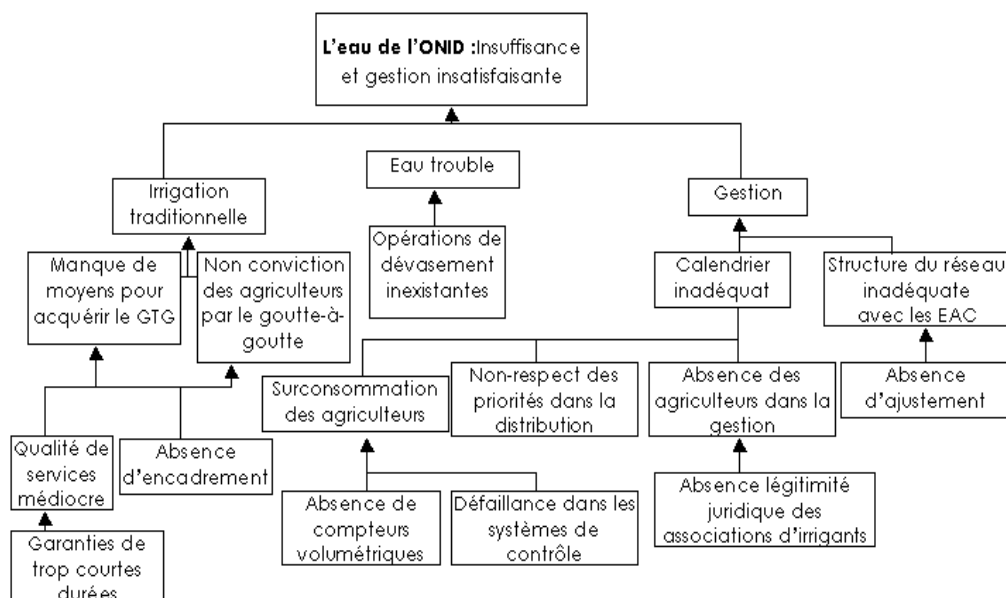 L'eau de l'ONID :Insuffisance
et gestion insatisfaisante
Irrigation
traditionnelle
Eau trouble
Gestion
Manque de
moyens pour
acquérir le GTG
Non conviction
des agriculteurs
par le goutte-à-
goutte
Opérations de
dévasement
inexistantes
Calendrier
inadéquat
Structure du réseau
inadéquate
avec les EAC
Surconsommation
des agriculteurs
Non-respect des
priorités dans la
distribution
Absence des
agriculteurs dans la
gestion
Absence
d'ajustement
Qualité de
services
médiocre
Absence
d'encadrement
Absence de
compteurs
volumétriques
Défaillance dans les
systèmes de
contrôle
Absence légitimité
juridique des
associations d'irrigants
Garanties de
trop courtes
durées